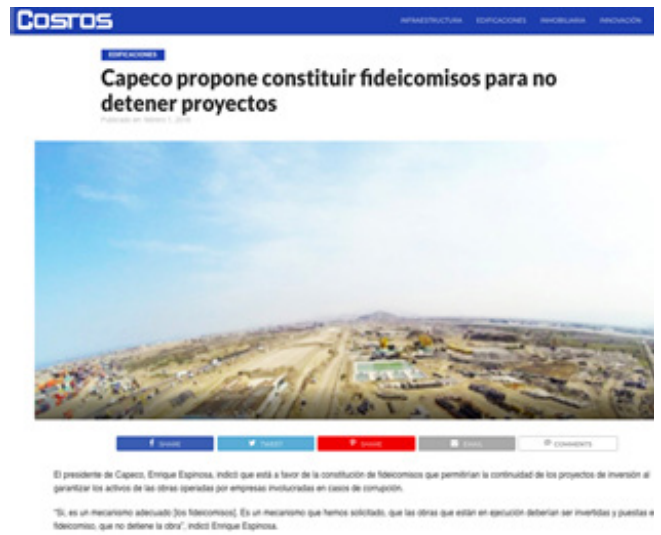 COSTOS
INFRAESTRUCTURA EDIFICACIONES INMOBILIARIA INNOVACIÓN
EDIFICACIONES
Capeco propone constituir fideicomisos para no
detener proyectos
Publicado en: febrero 1,
SHARE TWEET SHARE EMAIL COMMENTS
El presidente de Capeco, Enrique Espinosa, indicó que está a favor de la constitución de fideicomisos que permitirían la continuidad de los proyectos de inversión al
garantizar los activos de las obras operadas por empresas involucradas en casos de corrupción.
"Sí, es un mecanismo adecuado [los fideicomisos]. Es un mecanismo que hemos solicitado, que las obras que están en ejecución deberían ser invertidas y puestas e
fideicomiso, que no detiene la obra", indicó Enrique Espinosa.